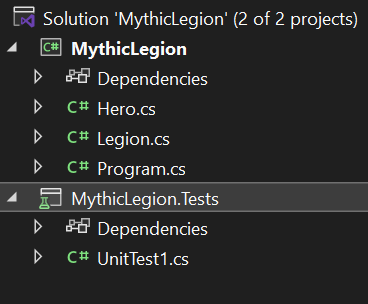 Solution 'MythicLegion' (2 of 2 projects)
C# MythicLegion
Dependencies
C# Hero.cs
C# Legion.cs
C# Program.cs
MythicLegion.Tests
Dependencies
C# UnitTest1.cs